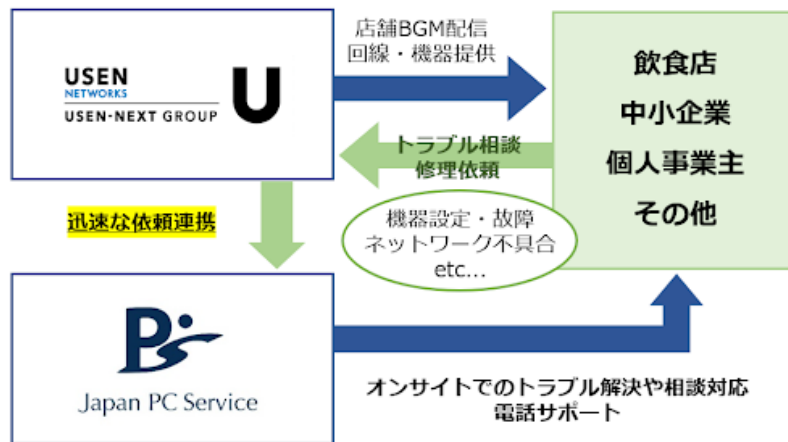 USEN
NETWORKS
USEN-NEXT GROUP
U
店舗BGM配信
回線・機器提供
飲食店
中小企業
個人事業主
その他
トラブル相談
修理依頼
迅速な依頼連携
機器設定・故障
ネットワーク不具合
etc...
Japan PC Service
オンサイトでのトラブル解決や相談対応
電話サポート